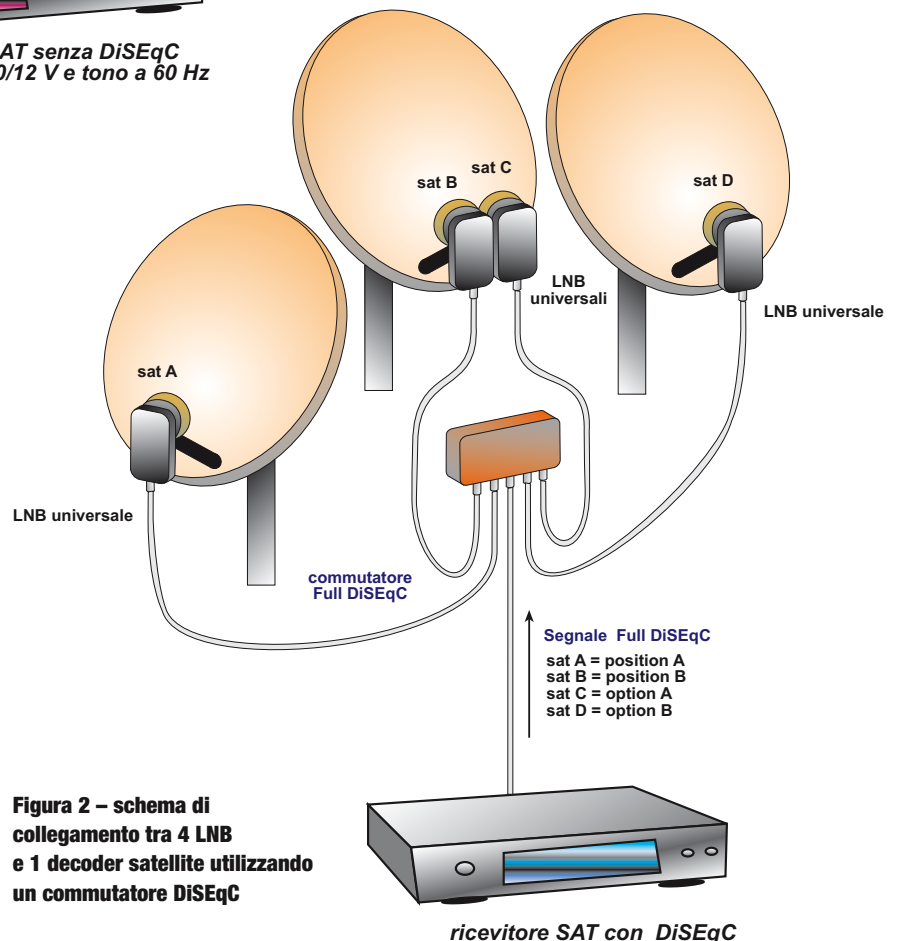 AT senza DiSEqC
0/12 V e tono a 60 Hz
sat B
sat C
sat D
LNB
universali
LNB universale
sat A
LNB universale
commutatore
Full DiSEqC
Segnale Full DiSEqC
sat A = position A
sat B = position B
sat C = option A
sat D = option B
Figura 2 – schema di
collegamento tra 4 LNB
e 1 decoder satellite utilizzando
un commutatore DiSEqC
ricevitore SAT con DiSEqC